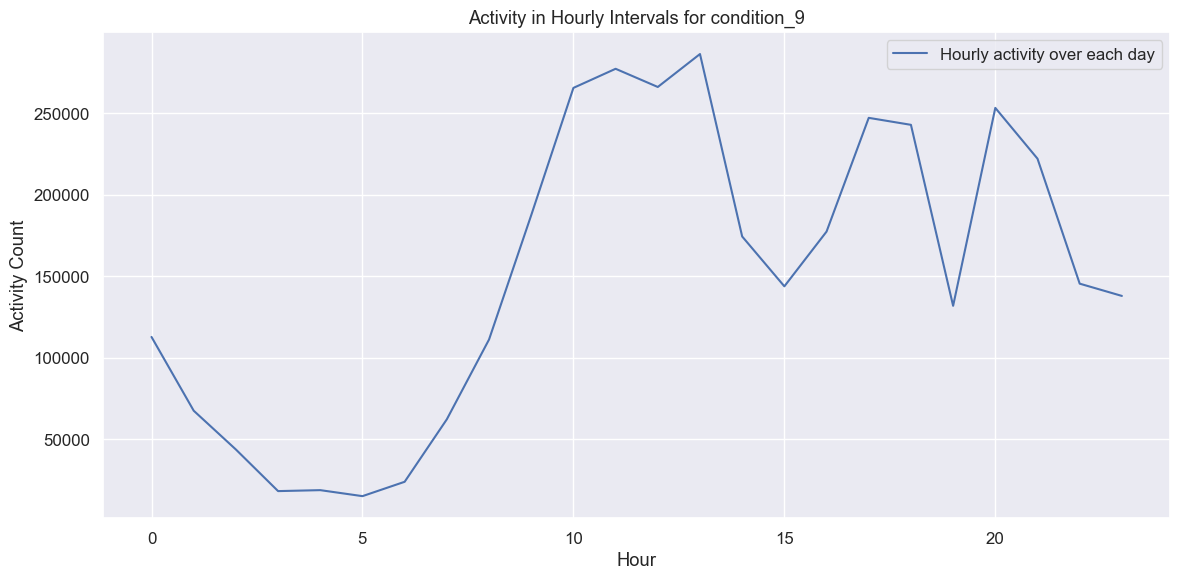 Activity in Hourly Intervals for condition_9
Hourly activity over each day
Activity Count
250000
200000
150000
100000
50000
0 5 10 15 20
Hour